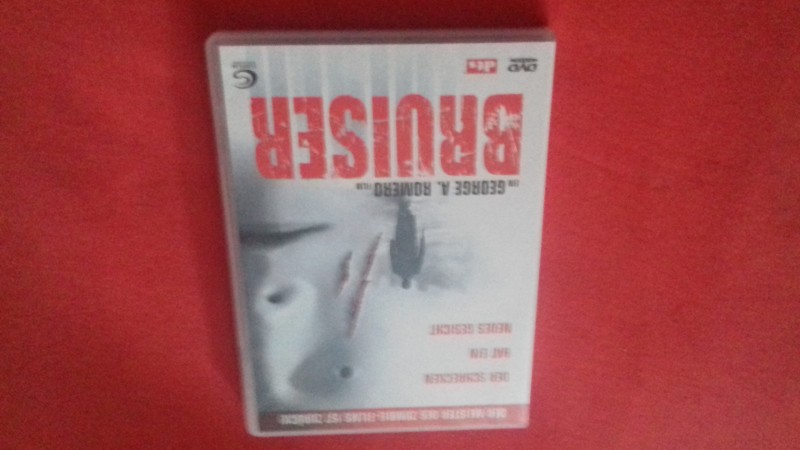 DER MEISTER DES ZOMBIE-FILMS IST ZURÜCK!
DER SCHRECKEN
HAT EIN
NEUES GESICHT
EIN GEORGE A. ROMERO FILM
BRUISER
DVD
dts